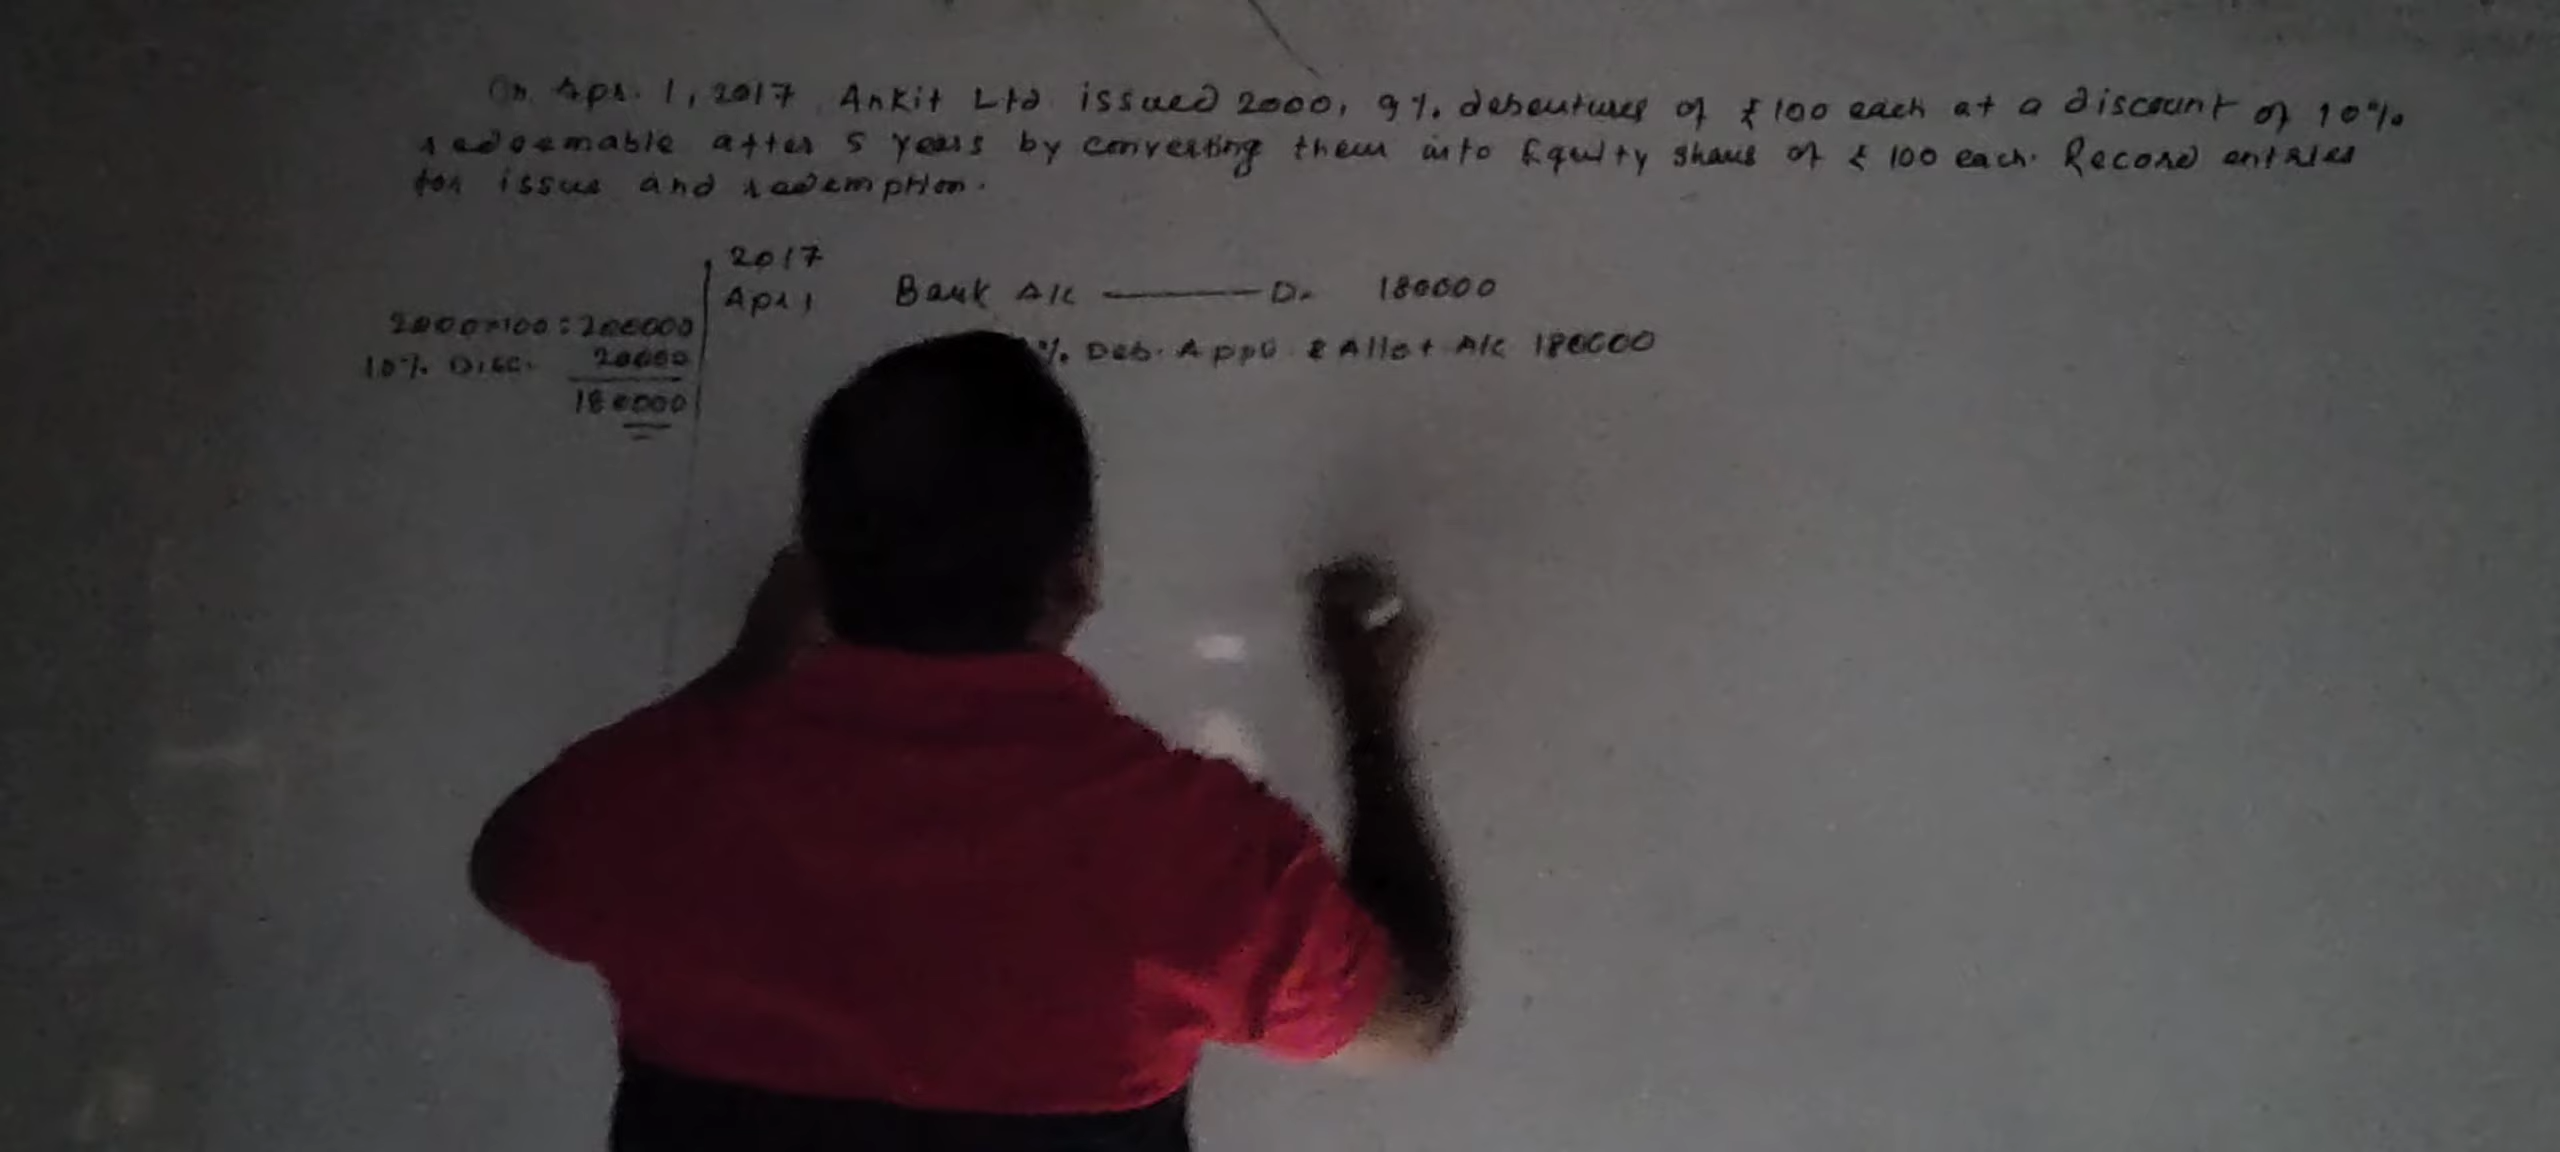 On Apr. 1, 2017 Ankit Ltd issued 2000, 9% debentures of ₹100 each at a discount of 10%
redeemable after 5 years by converting them into Equity share of ₹100 each. Record entries
for issue and redemption.
2017
Apr 1 Bank A/c ——— Dr 180000
2000×100 = 200000
% Deb. Appli & Allot A/c 180000
10% Disc. 20000
180000